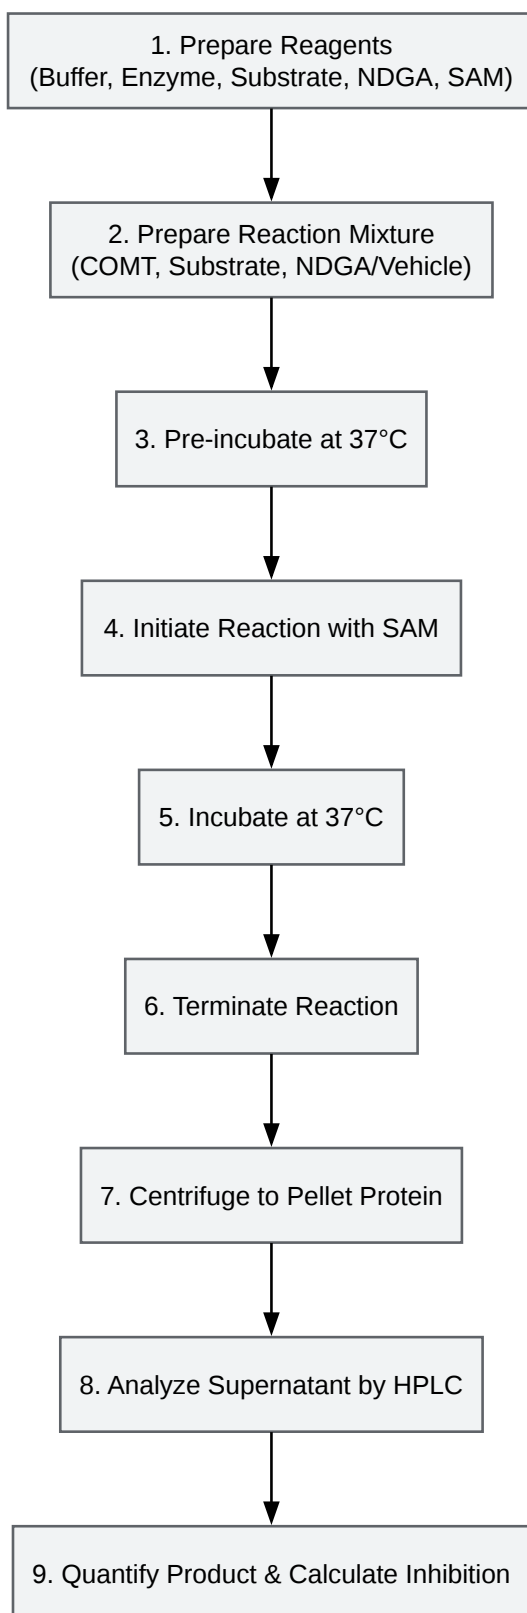 1. Prepare Reagents
(Buffer, Enzyme, Substrate, NDGA, SAM)
2. Prepare Reaction Mixture
(COMT, Substrate, NDGA/Vehicle)
3. Pre-incubate at 37°C
4. Initiate Reaction with SAM
5. Incubate at 37°C
6. Terminate Reaction
7. Centrifuge to Pellet Protein
8. Analyze Supernatant by HPLC
9. Quantify Product & Calculate Inhibition